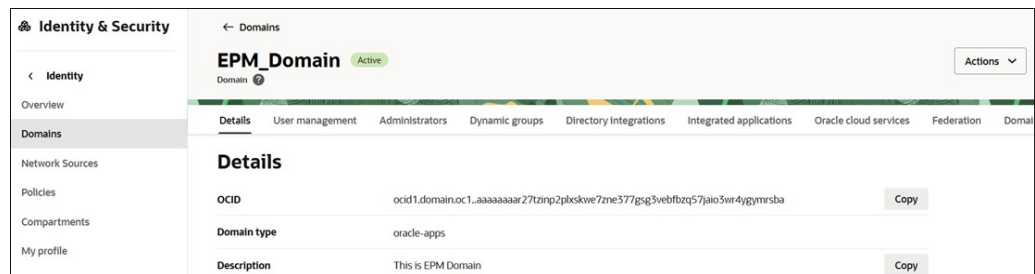 Identity & Security
← Domains
EPM_Domain Active
Domain ?
Actions
< Identity
Overview
Domains
Network Sources
Policies
Compartments
My profile
Details User management Administrators Dynamic groups Directory integrations Integrated applications Oracle cloud services Federation Domai
Details
OCID ocid1.domain.oc1..aaaaaaaar27tzinp2plxskwe7zne377gsg3vebfbzq57jaio3wr4ygymrsba Copy
Domain type oracle-apps
Description This is EPM Domain Copy